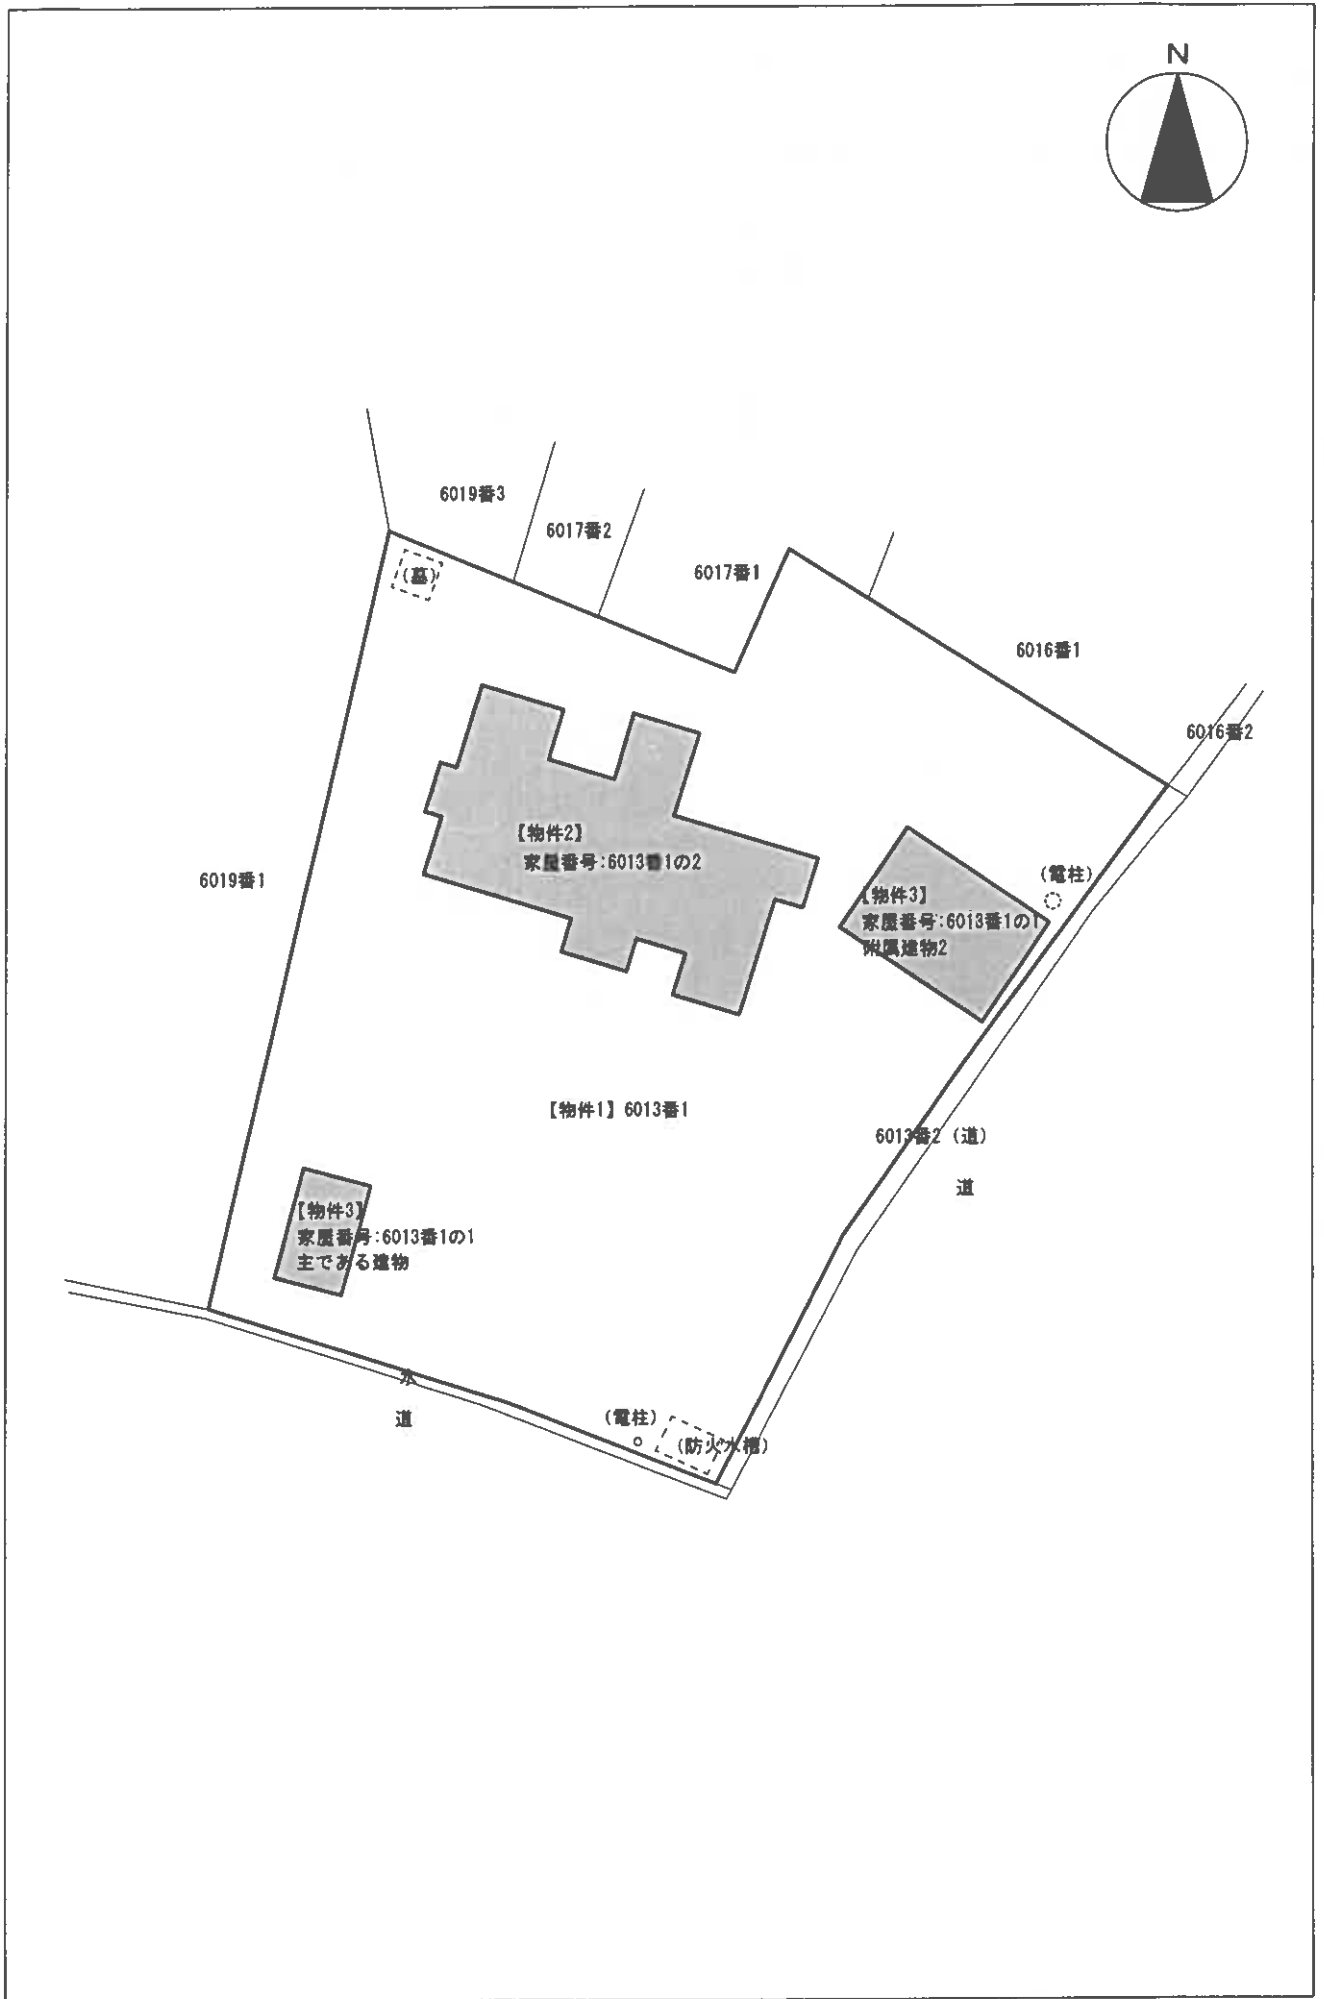 N
6019番3
6017番2
6017番1
(墓)
6016番1
6016番2
【物件2】
家屋番号:6013番1の2
6019番1
(電柱)
【物件3】
家屋番号:6013番1の1
附属建物2
【物件1】6013番1
6013番2(道)
道
【物件3】
家屋番号:6013番1の1
主である建物
水
道
(電柱)
(防火水槽)